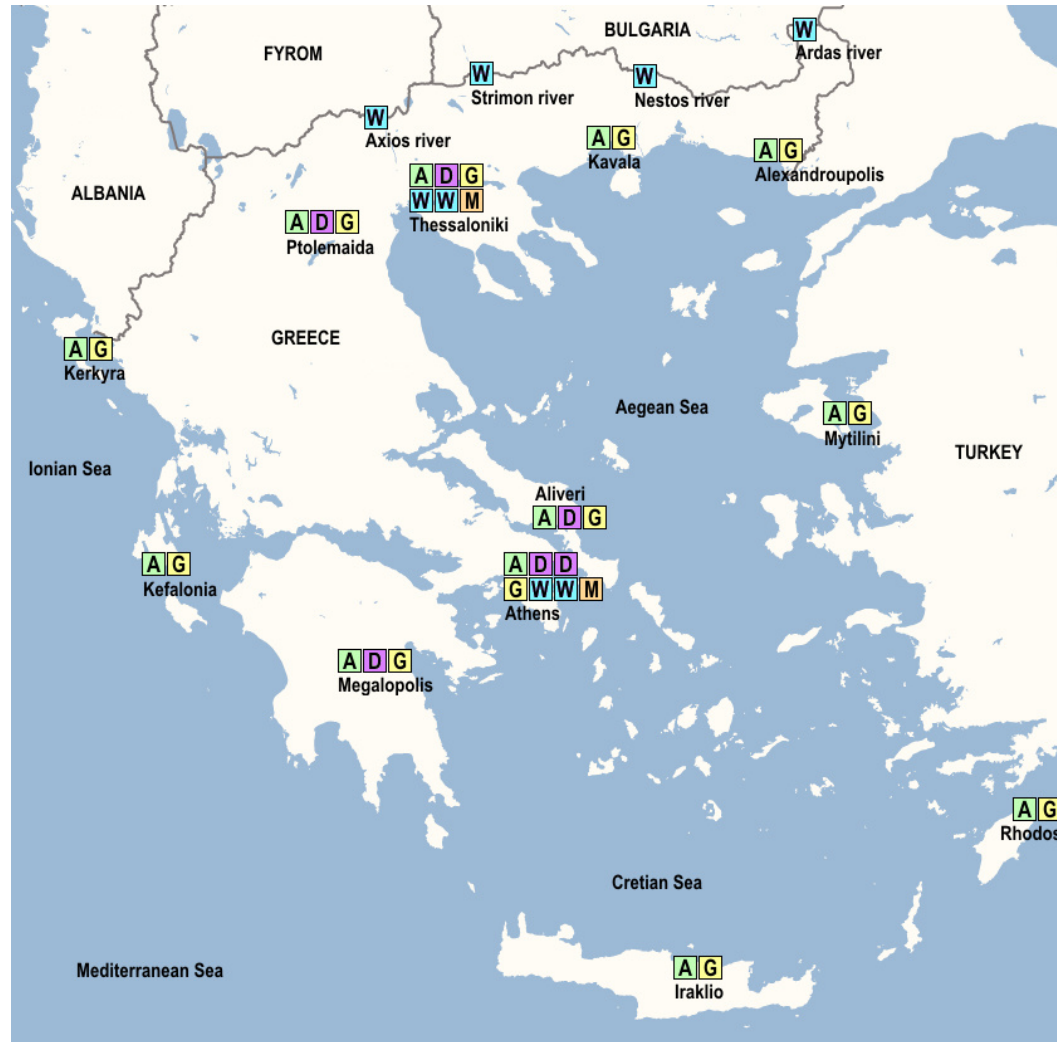 BULGARIA
W
Ardas river
FYROM
W
Strimon river
W
Nestos river
W
Axios river
A G
Kavala
A G
Alexandroupolis
ALBANIA
A D G
W W M
Thessaloniki
A D G
Ptolemaida
GREECE
A G
Kerkyra
Aegean Sea
A G
Mytilini
TURKEY
Ionian Sea
Aliveri
A D G
A G
Kefalonia
A D D
G W W M
Athens
A D G
Megalopolis
A G
Rhodos
Cretian Sea
Mediterranean Sea
A G
Iraklio